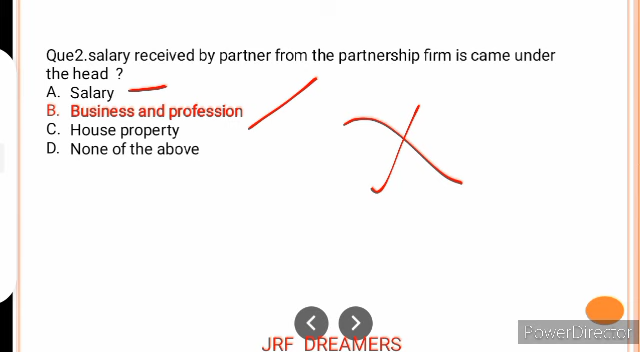 Que2.salary received by partner from the partnership firm is came under
the head ?
A. Salary
B. Business and profession
C. House property
D. None of the above
JRF DREAMERS
PowerDirector